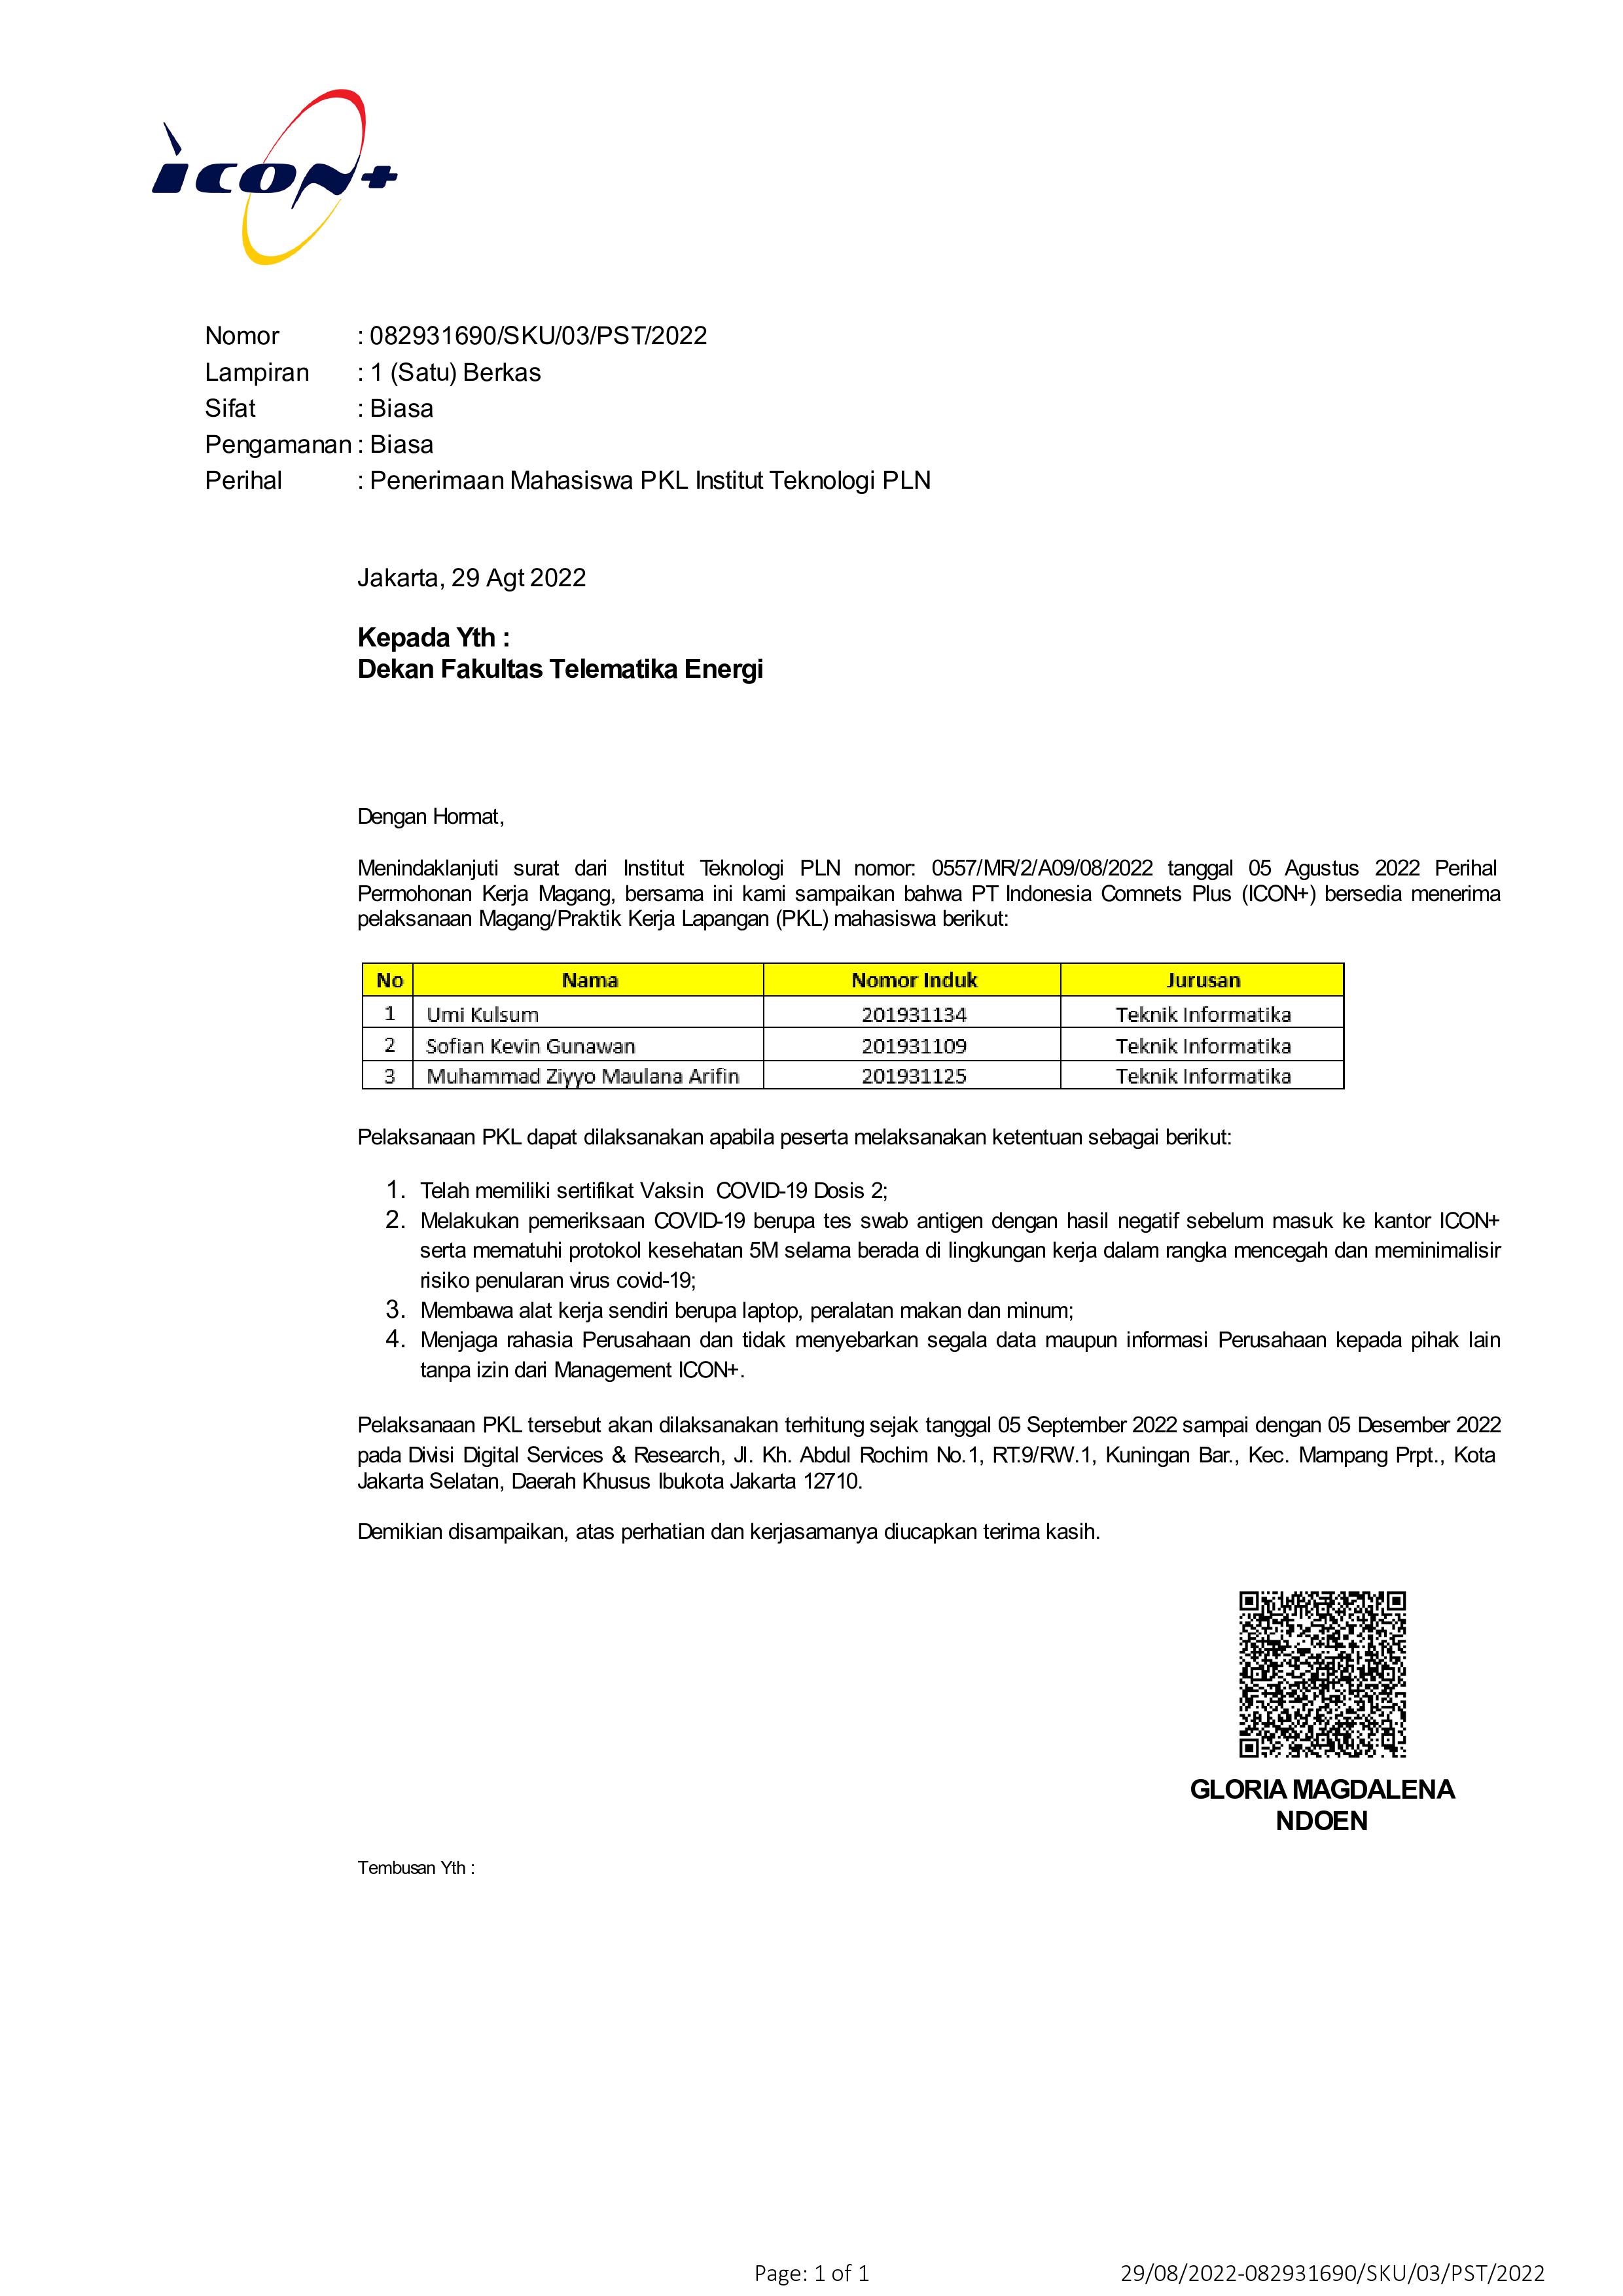 icon+
Nomor : 082931690/SKU/03/PST/2022
Lampiran : 1 (Satu) Berkas
Sifat : Biasa
Pengamanan : Biasa
Perihal : Penerimaan Mahasiswa PKL Institut Teknologi PLN
Jakarta, 29 Agt 2022
Kepada Yth :
Dekan Fakultas Telematika Energi
Dengan Hormat,
Menindaklanjuti surat dari Institut Teknologi PLN nomor: 0557/MR/2/A09/08/2022 tanggal 05 Agustus 2022 Perihal
Permohonan Kerja Magang, bersama ini kami sampaikan bahwa PT Indonesia Comnets Plus (ICON+) bersedia menerima
pelaksanaan Magang/Praktik Kerja Lapangan (PKL) mahasiswa berikut:
No Nama Nomor Induk Jurusan
1 Umi Kulsum 201931134 Teknik Informatika
2 Sofian Kevin Gunawan 201931109 Teknik Informatika
3 Muhammad Ziyyo Maulana Arifin 201931125 Teknik Informatika
Pelaksanaan PKL dapat dilaksanakan apabila peserta melaksanakan ketentuan sebagai berikut:
1. Telah memiliki sertifikat Vaksin COVID-19 Dosis 2;
2. Melakukan pemeriksaan COVID-19 berupa tes swab antigen dengan hasil negatif sebelum masuk ke kantor ICON+
serta mematuhi protokol kesehatan 5M selama berada di lingkungan kerja dalam rangka mencegah dan meminimalisir
risiko penularan virus covid-19;
3. Membawa alat kerja sendiri berupa laptop, peralatan makan dan minum;
4. Menjaga rahasia Perusahaan dan tidak menyebarkan segala data maupun informasi Perusahaan kepada pihak lain
tanpa izin dari Management ICON+.
Pelaksanaan PKL tersebut akan dilaksanakan terhitung sejak tanggal 05 September 2022 sampai dengan 05 Desember 2022
pada Divisi Digital Services & Research, Jl. Kh. Abdul Rochim No.1, RT.9/RW.1, Kuningan Bar., Kec. Mampang Prpt., Kota
Jakarta Selatan, Daerah Khusus Ibukota Jakarta 12710.
Demikian disampaikan, atas perhatian dan kerjasamanya diucapkan terima kasih.
GLORIA MAGDALENA
NDOEN
Tembusan Yth :
Page: 1 of 1 29/08/2022-082931690/SKU/03/PST/2022